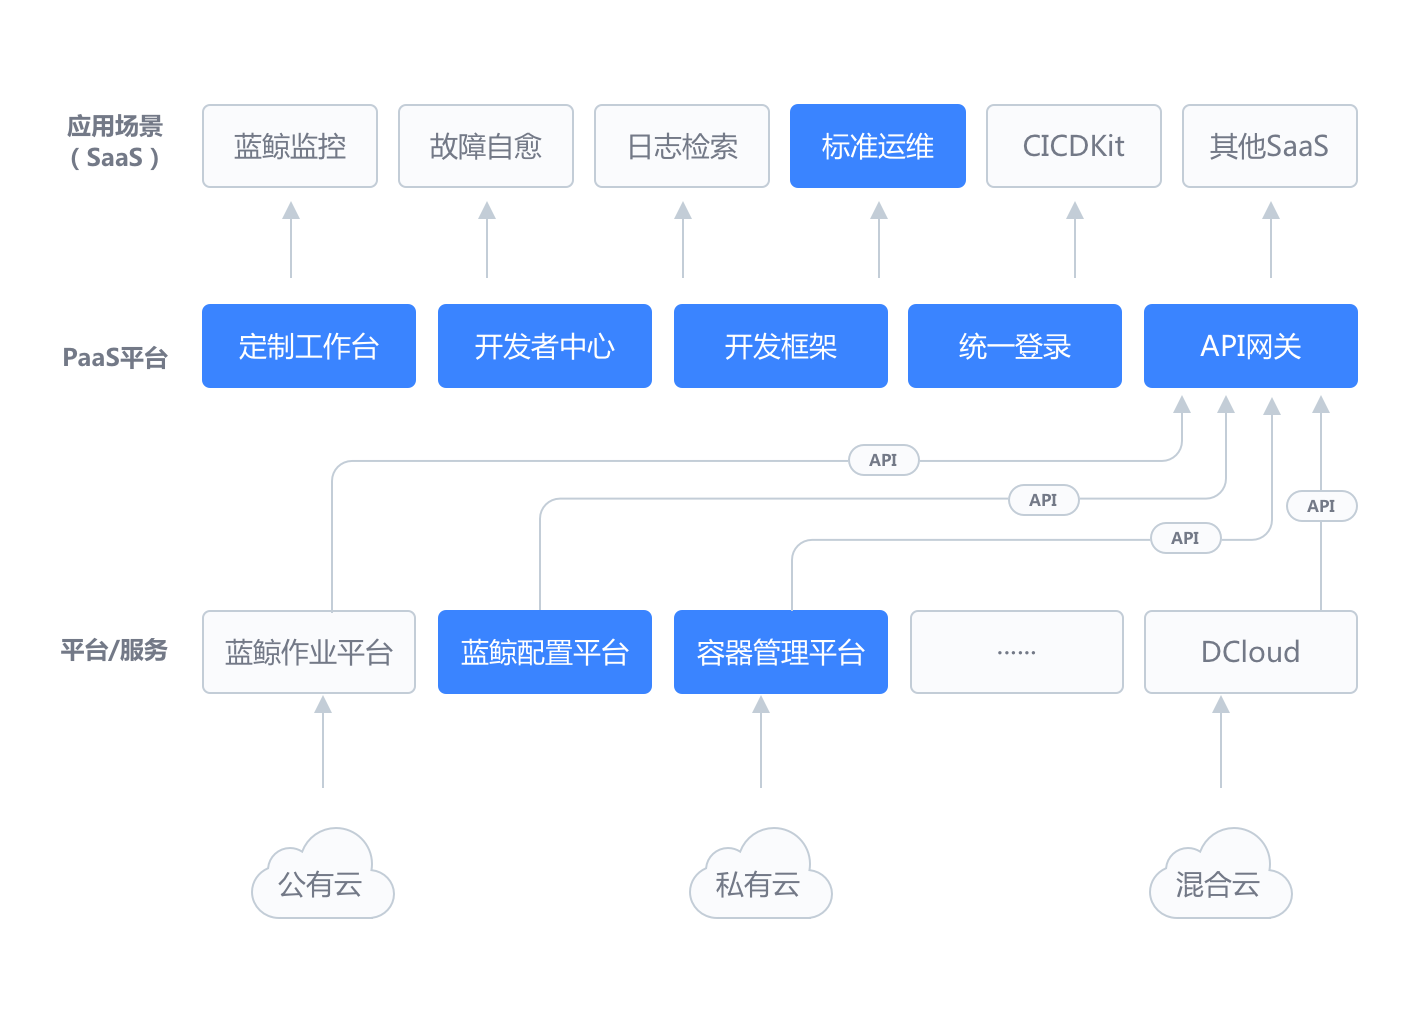 应用场景
（SaaS）
蓝鲸监控
故障自愈
日志检索
标准运维
CICDKit
其他SaaS
PaaS平台
定制工作台
开发者中心
开发框架
统一登录
API网关
API
API
API
API
平台/服务
蓝鲸作业平台
蓝鲸配置平台
容器管理平台
······
DCloud
公有云
私有云
混合云